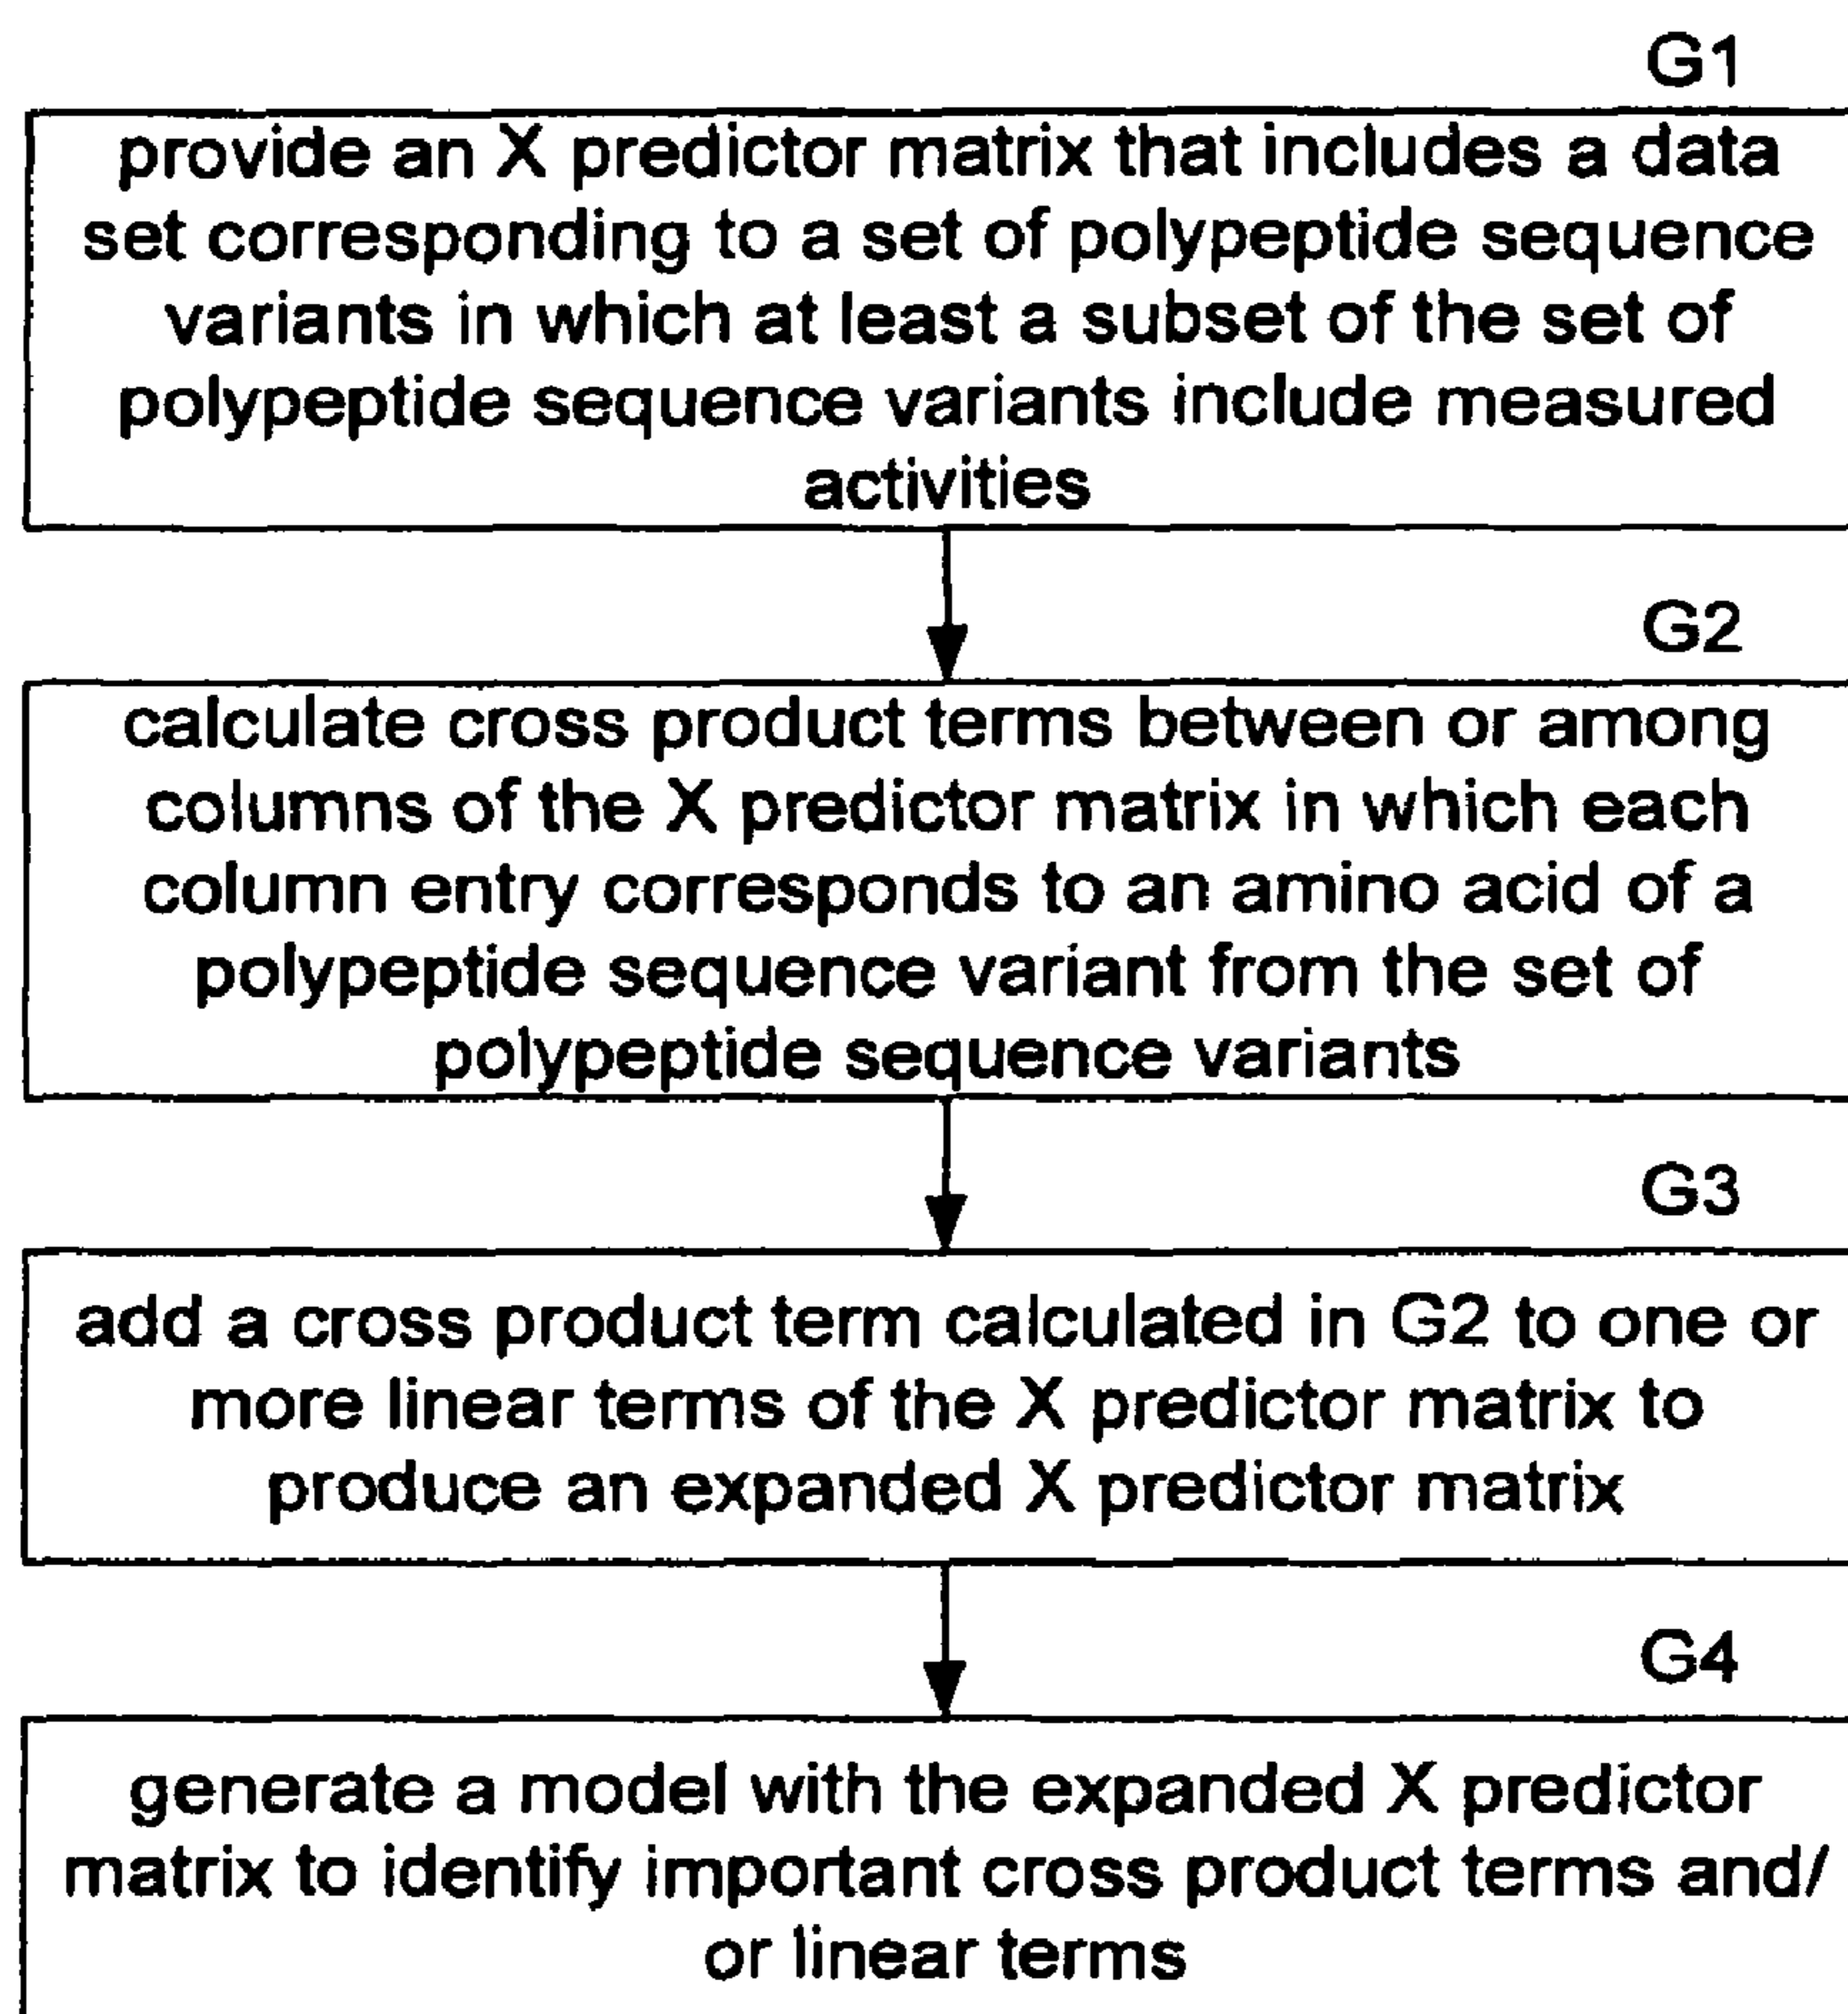 G1
provide an X predictor matrix that includes a data
set corresponding to a set of polypeptide sequence
variants in which at least a subset of the set of
polypeptide sequence variants include measured
activities
G2
calculate cross product terms between or among
columns of the X predictor matrix in which each
column entry corresponds to an amino acid of a
polypeptide sequence variant from the set of
polypeptide sequence variants
G3
add a cross product term calculated in G2 to one or
more linear terms of the X predictor matrix to
produce an expanded X predictor matrix
G4
generate a model with the expanded X predictor
matrix to identify important cross product terms and/
or linear terms